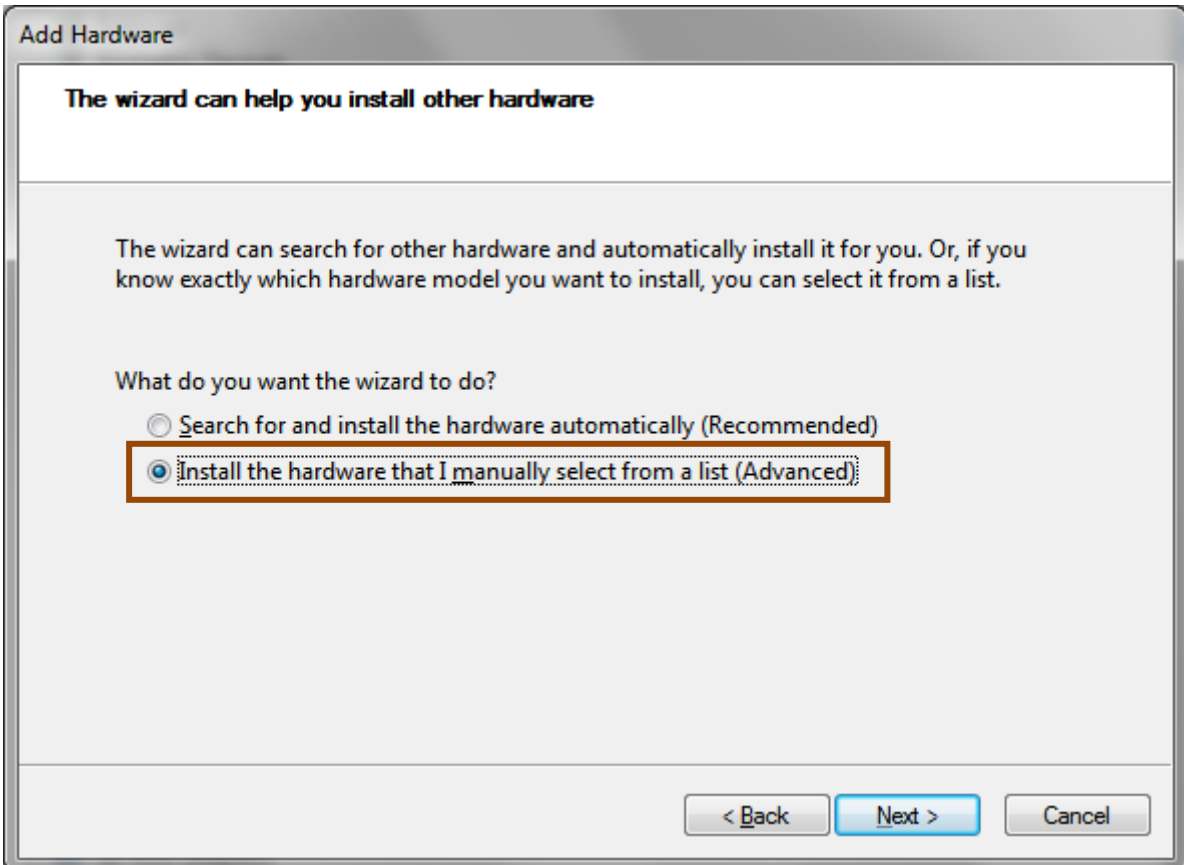 Add Hardware
The wizard can help you install other hardware
The wizard can search for other hardware and automatically install it for you. Or, if you
know exactly which hardware model you want to install, you can select it from a list.
What do you want the wizard to do?
Search for and install the hardware automatically (Recommended)
Install the hardware that I manually select from a list (Advanced)
< Back Next > Cancel